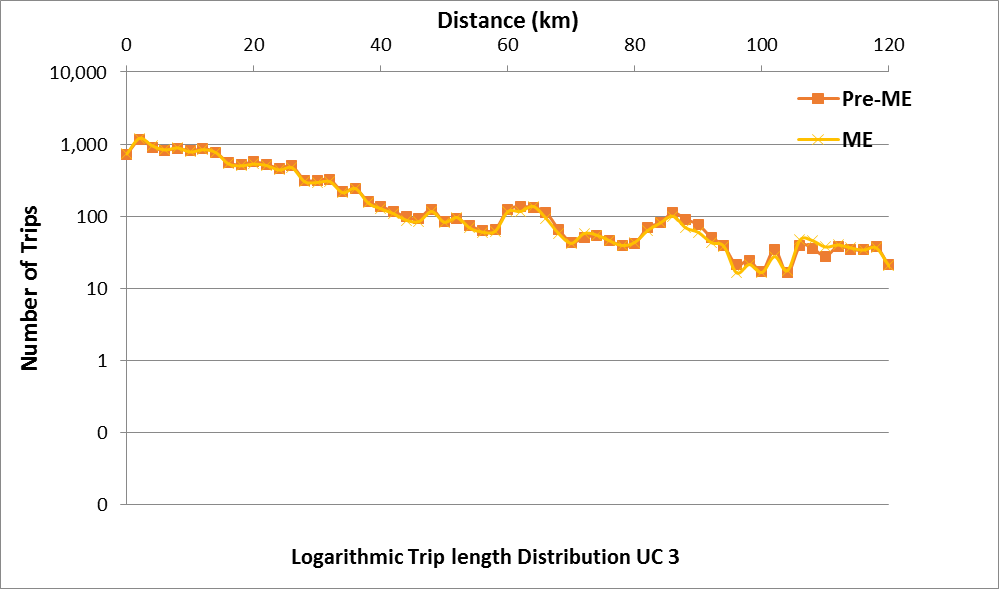 Distance (km)
0 20 40 60 80 100 120
10,000
1,000
100
10
1
0
0
Number of Trips
Pre-ME
ME
Logarithmic Trip length Distribution UC 3